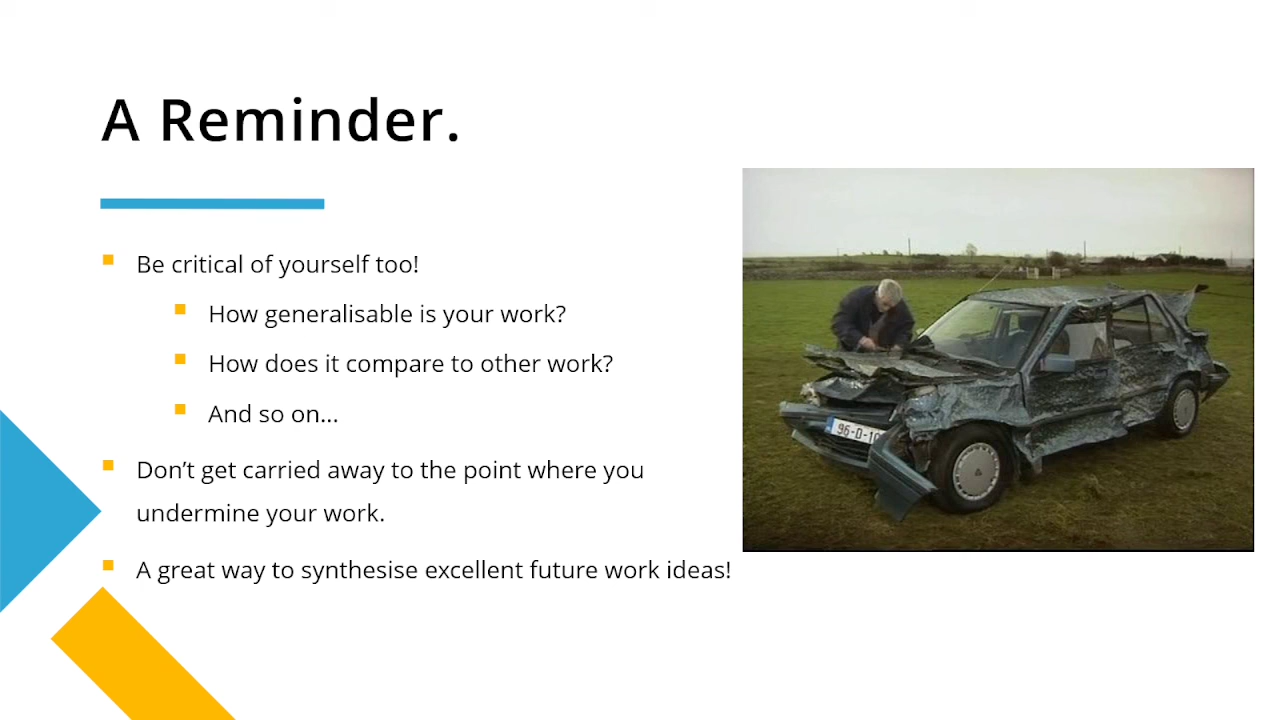 A Reminder.
Be critical of yourself too!
How generalisable is your work?
How does it compare to other work?
And so on...
Don’t get carried away to the point where you
undermine your work.
A great way to synthesise excellent future work ideas!
96-D-10